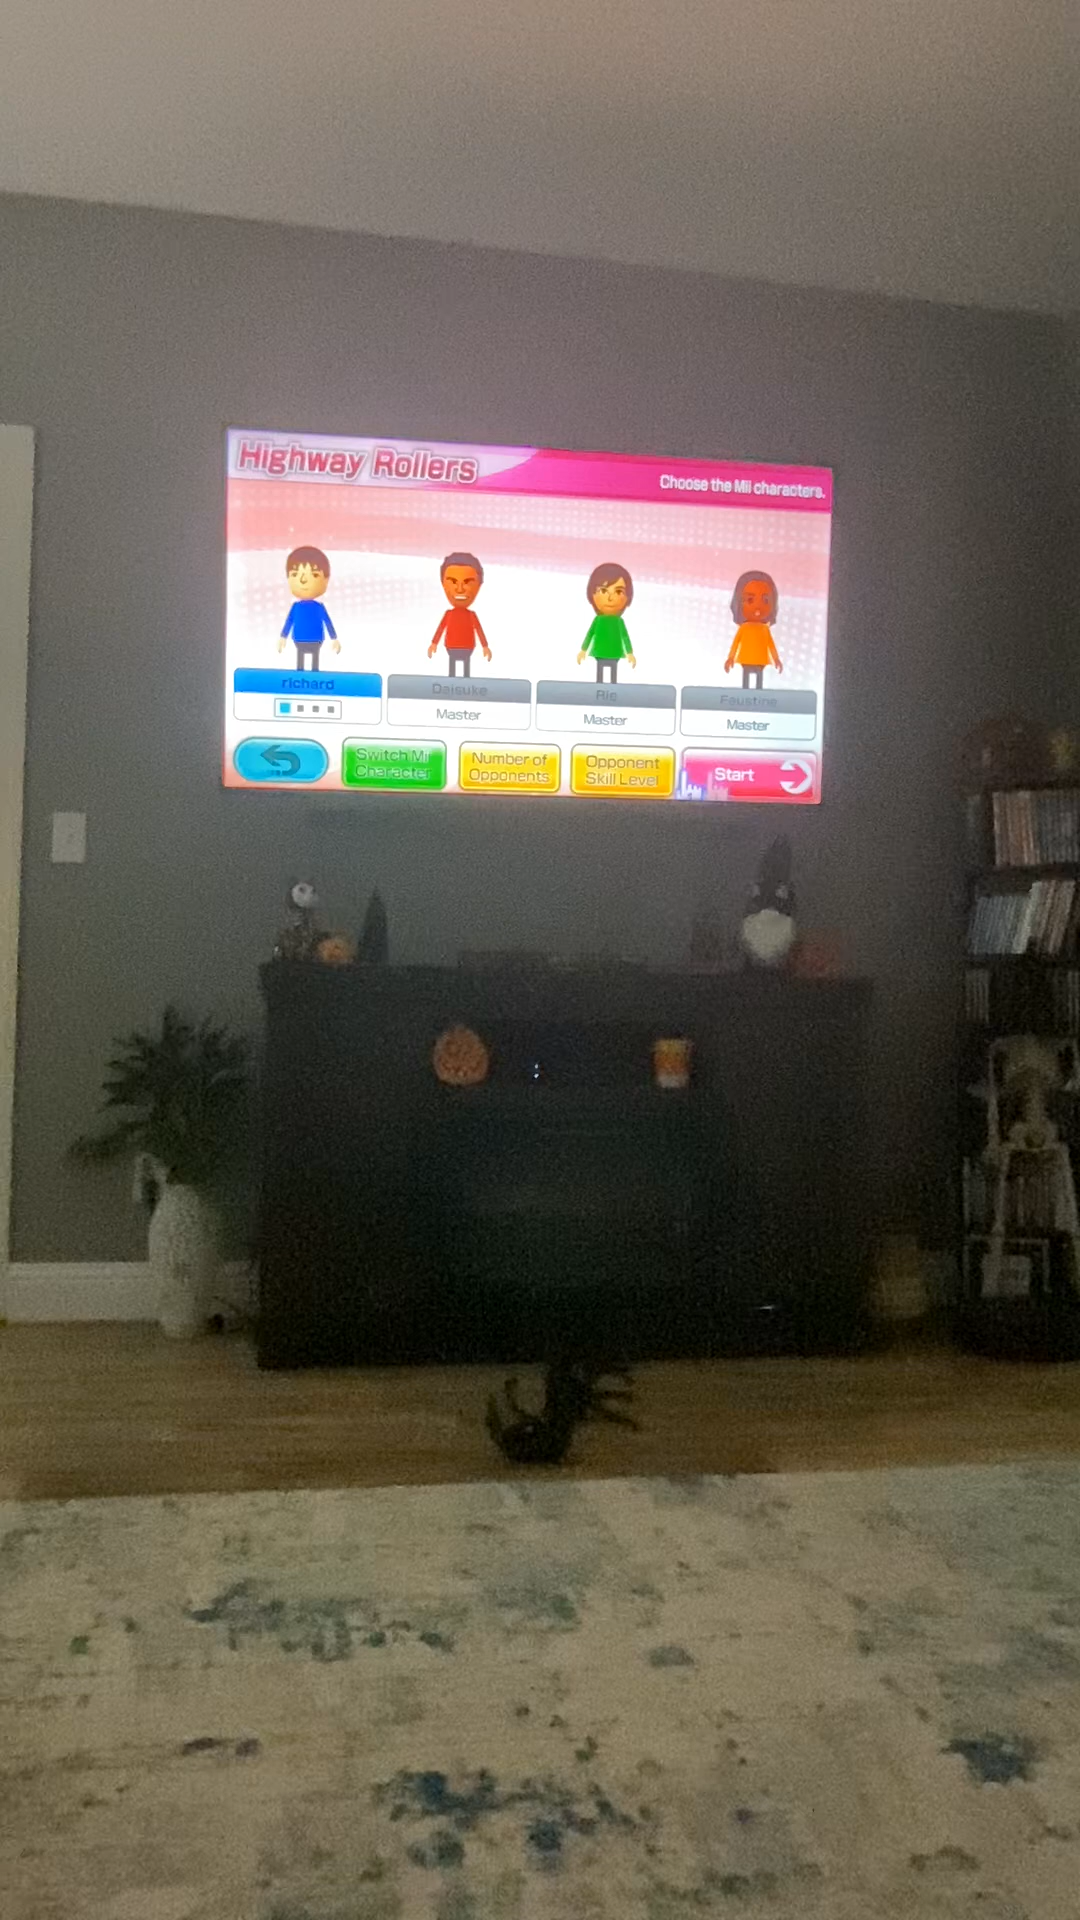 Highway Rollers
Choose the Mii characters.
richard
Daisuke
Rie
Faustine
Master
Master
Master
Switch Mii
Character
Number of
Opponents
Opponent
Skill Level
Start